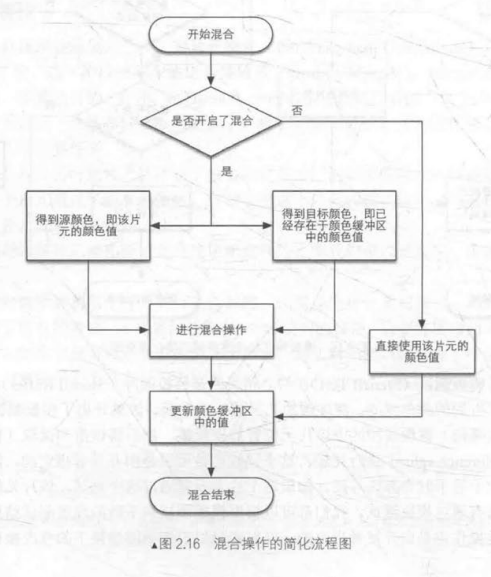 开始混合
是否开启了混合
否
是
得到源颜色，即该片
元的颜色值
得到目标颜色，即已
经存在于颜色缓冲区
中的颜色值
进行混合操作
直接使用该片元的
颜色值
更新颜色缓冲区
中的值
混合结束
▲图 2.16 混合操作的简化流程图